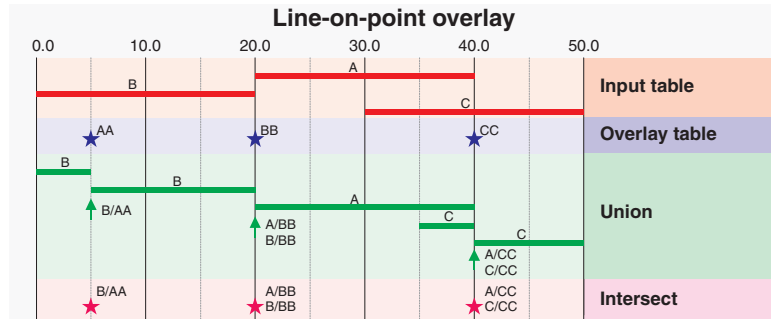 Line-on-point overlay
0.0 10.0 20.0 30.0 40.0 50.0
A
B
C
Input table
AA BB CC
Overlay table
B
B
A
C
C
B/AA
A/BB
B/BB
A/CC
C/CC
Union
B/AA A/BB A/CC
B/BB C/CC
Intersect